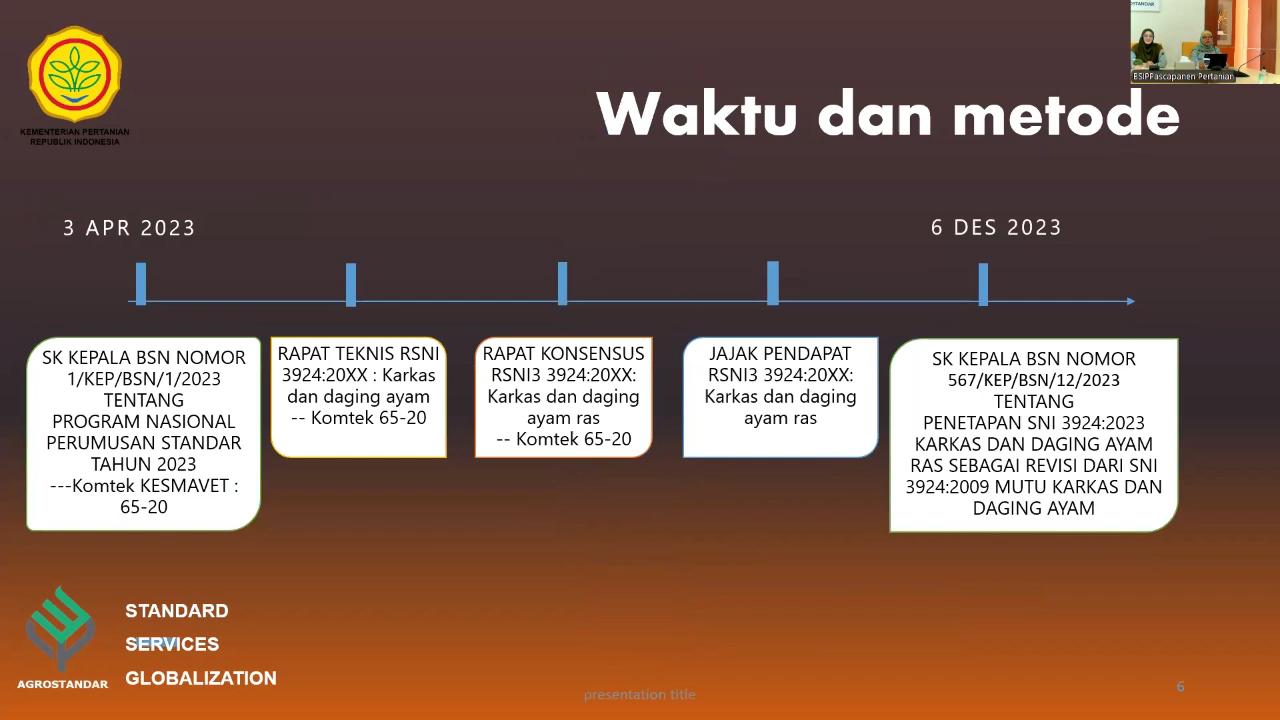 STANDAR
BSIPPascapanen Pertanian
KEMENTERIAN PERTANIAN
REPUBLIK INDONESIA
Waktu dan metode
3 APR 2023
6 DES 2023
SK KEPALA BSN NOMOR
1/KEP/BSN/1/2023
TENTANG
PROGRAM NASIONAL
PERUMUSAN STANDAR
TAHUN 2023
---Komtek KESMAVET :
65-20
RAPAT TEKNIS RSNI
3924:20XX : Karkas
dan daging ayam
-- Komtek 65-20
RAPAT KONSENSUS
RSNI3 3924:20XX:
Karkas dan daging
ayam ras
-- Komtek 65-20
JAJAK PENDAPAT
RSNI3 3924:20XX:
Karkas dan daging
ayam ras
SK KEPALA BSN NOMOR
567/KEP/BSN/12/2023
TENTANG
PENETAPAN SNI 3924:2023
KARKAS DAN DAGING AYAM
RAS SEBAGAI REVISI DARI SNI
3924:2009 MUTU KARKAS DAN
DAGING AYAM
AGROSTANDAR
STANDARD
SERVICES
GLOBALIZATION
presentation title
6